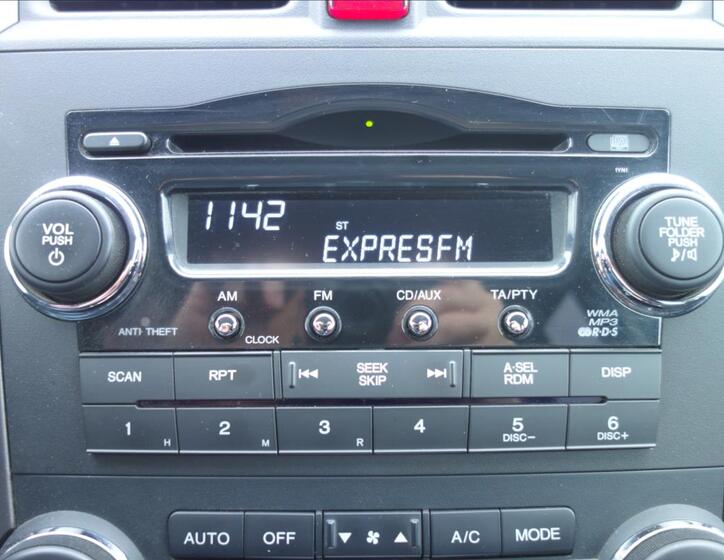 1YN1
1142
ST
EXPRESFM
VOL
PUSH
TUNE
FOLDER
PUSH
AM
FM
CD/AUX
TA/PTY
CLOCK
ANTI THEFT
WMA
MP3
R·D·S
SCAN
RPT
SEEK
SKIP
A·SEL
RDM
DISP
1 H
2 M
3 R
4
5
DISC−
6
DISC+
AUTO
OFF
A/C
MODE